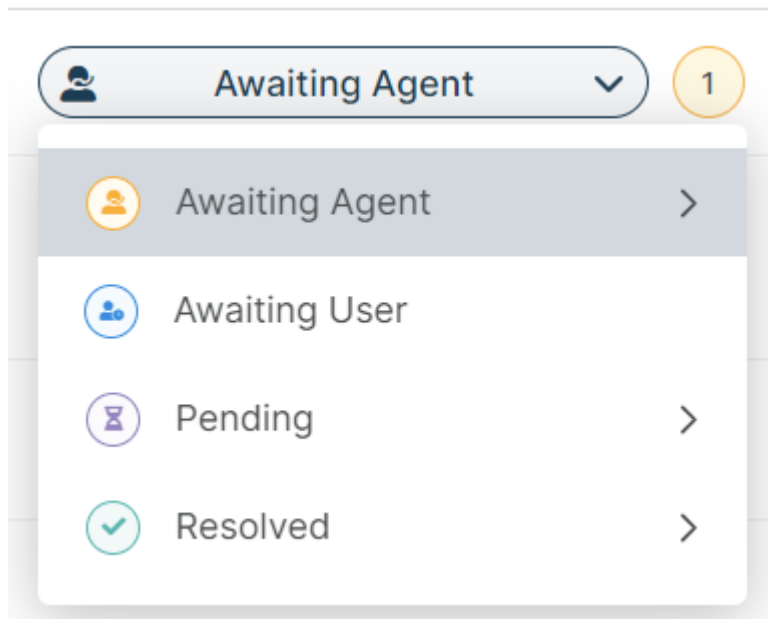 Awaiting Agent
1
Awaiting Agent
Awaiting User
Pending
Resolved